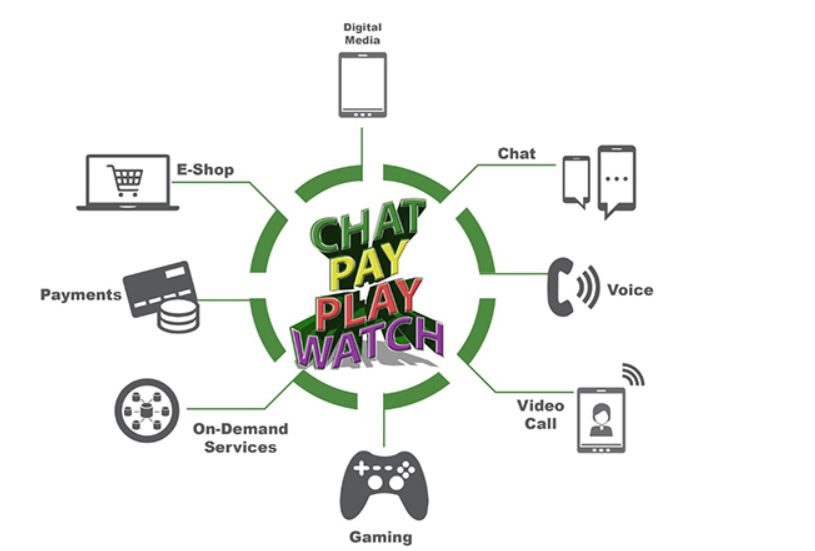 Digital
Media
E-Shop
Chat
CHAT
PAY
PLAY
WATCH
Payments
Voice
Video
Call
On-Demand
Services
Gaming